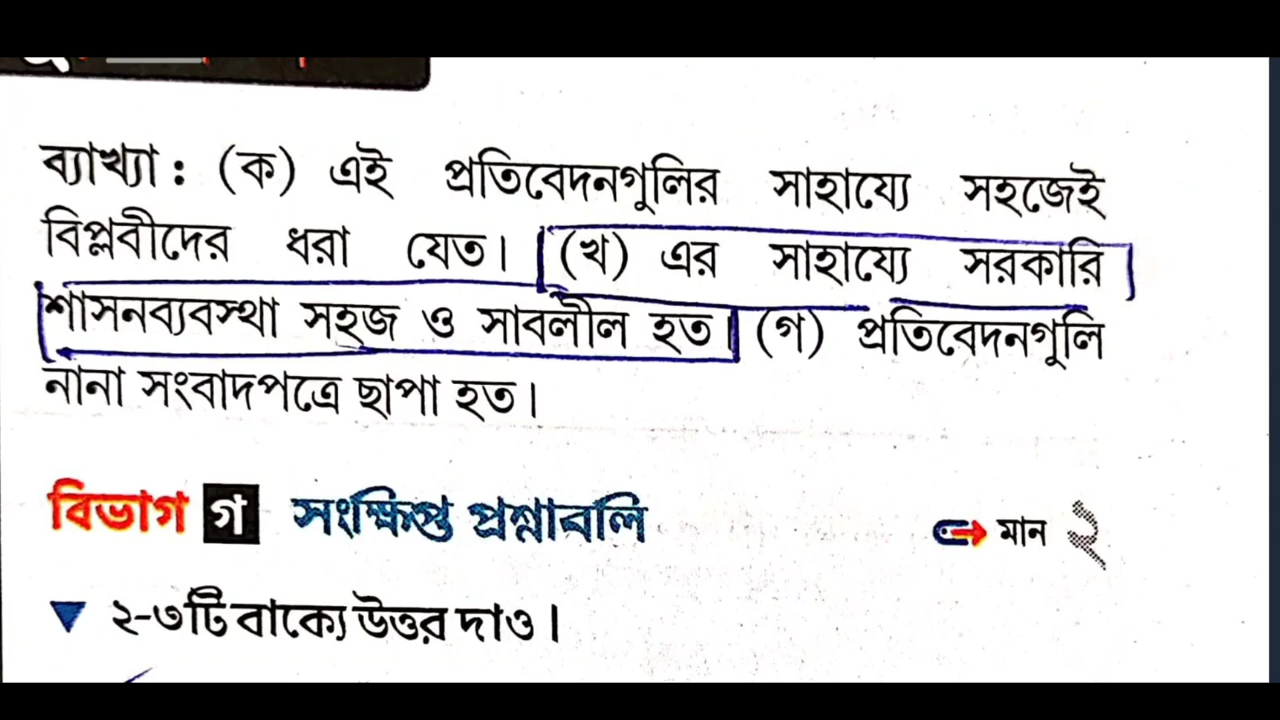 ব্যাখ্যা : (ক) এই প্রতিবেদনগুলির সাহায্যে সহজেই
বিপ্লবীদের ধরা যেত। (খ) এর সাহায্যে সরকারি
শাসনব্যবস্থা সহজ ও সাবলীল হত। (গ) প্রতিবেদনগুলি
নানা সংবাদপত্রে ছাপা হত।
বিভাগ গ সংক্ষিপ্ত প্রশ্নাবলি মান ২
২-৩টি বাক্যে উত্তর দাও।